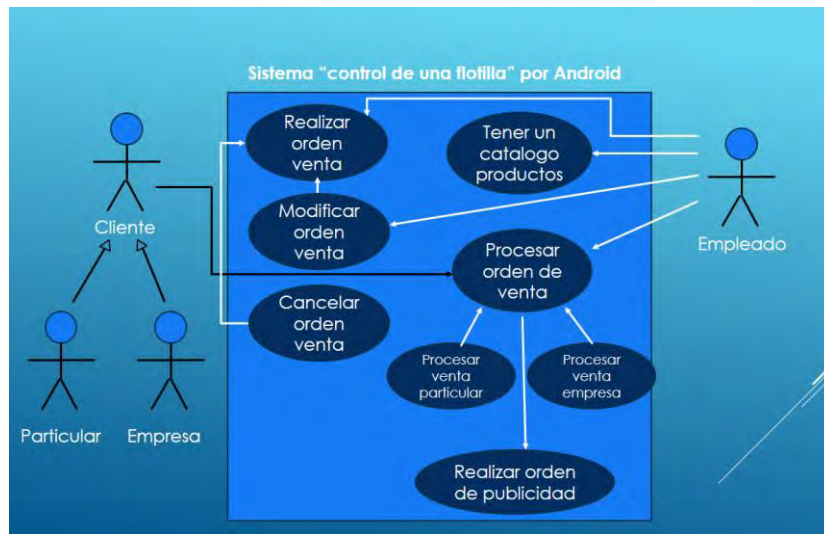 Sistema “control de una flotilla” por Android
Realizar
orden
venta
Tener un
catalogo
productos
Cliente
Modificar
orden
venta
Empleado
Procesar
orden de
venta
Cancelar
orden
venta
Procesar
venta
particular
Procesar
venta
empresa
Particular
Empresa
Realizar orden
de publicidad